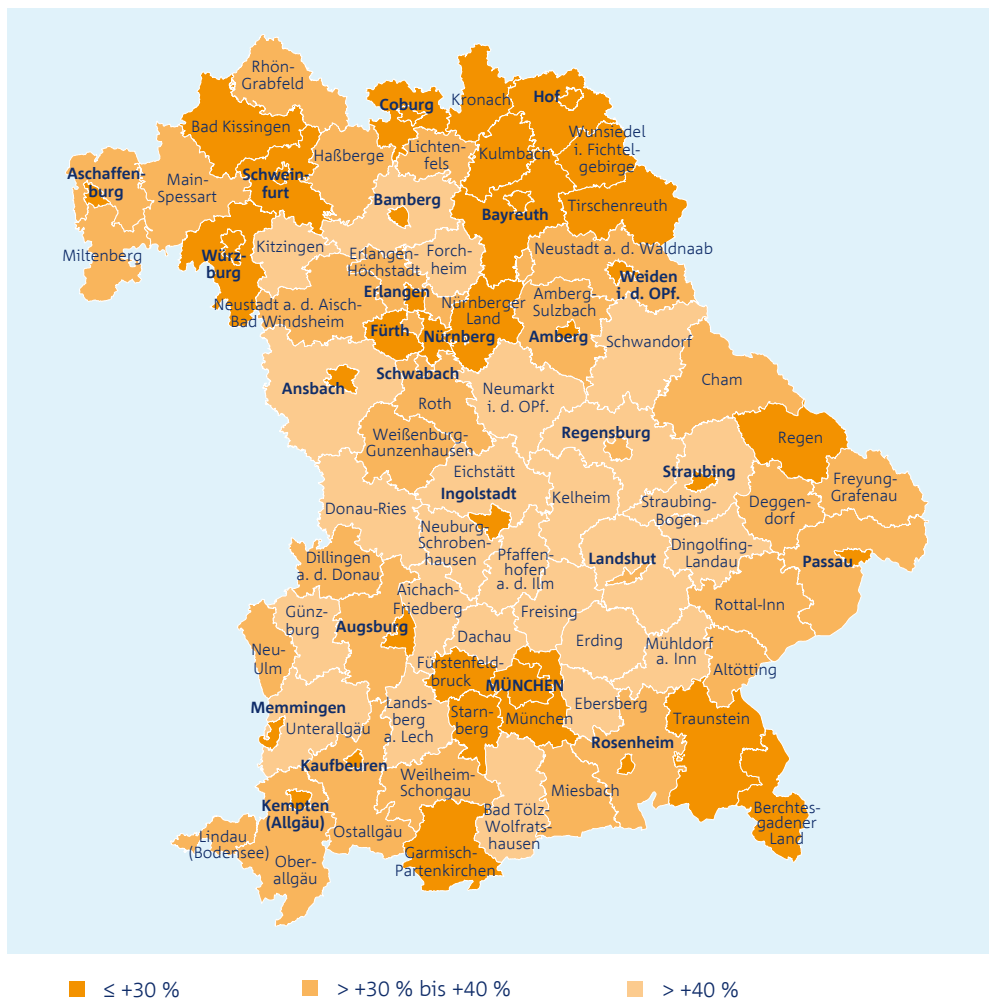 Rhön-
Grabfeld
Coburg
Kronach
Hof
Bad Kissingen
Wunsiedel
i. Fichtel-
gebirge
Haßberge
Lichten-
fels
Kulmbach
Aschaffen-
burg
Main-
Spessart
Schwein-
furt
Bamberg
Bayreuth
Tirschenreuth
Miltenberg
Würz-
burg
Kitzingen
Erlangen-
Höchstadt
Forch-
heim
Neustadt a. d. Waldnaab
Weiden
i. d. OPf.
Erlangen
Neustadt a. d. Aisch-
Bad Windsheim
Nürnberger
Land
Amberg-
Sulzbach
Fürth
Nürnberg
Amberg
Schwandorf
Ansbach
Schwabach
Roth
Neumarkt
i. d. OPf.
Cham
Weißenburg-
Gunzenhausen
Regensburg
Regen
Eichstätt
Ingolstadt
Kelheim
Straubing
Straubing-
Bogen
Deggen-
dorf
Freyung-
Grafenau
Donau-Ries
Neuburg-
Schroben-
hausen
Pfaffen-
hofen
a. d. Ilm
Landshut
Dingolfing-
Landau
Passau
Dillingen
a. d. Donau
Aichach-
Friedberg
Freising
Rottal-Inn
Günz-
burg
Augsburg
Dachau
Erding
Mühldorf
a. Inn
Neu-
Ulm
Fürstenfeld-
bruck
MÜNCHEN
Altötting
Memmingen
Unterallgäu
Lands-
berg
a. Lech
Starn-
berg
München
Ebersberg
Traunstein
Rosenheim
Kaufbeuren
Weilheim-
Schongau
Miesbach
Kempten
(Allgäu)
Ostallgäu
Bad Tölz-
Wolfrats-
hausen
Berchtes-
gadener
Land
Lindau
(Bodensee)
Ober-
allgäu
Garmisch-
Partenkirchen
≤ +30 %
> +30 % bis +40 %
> +40 %